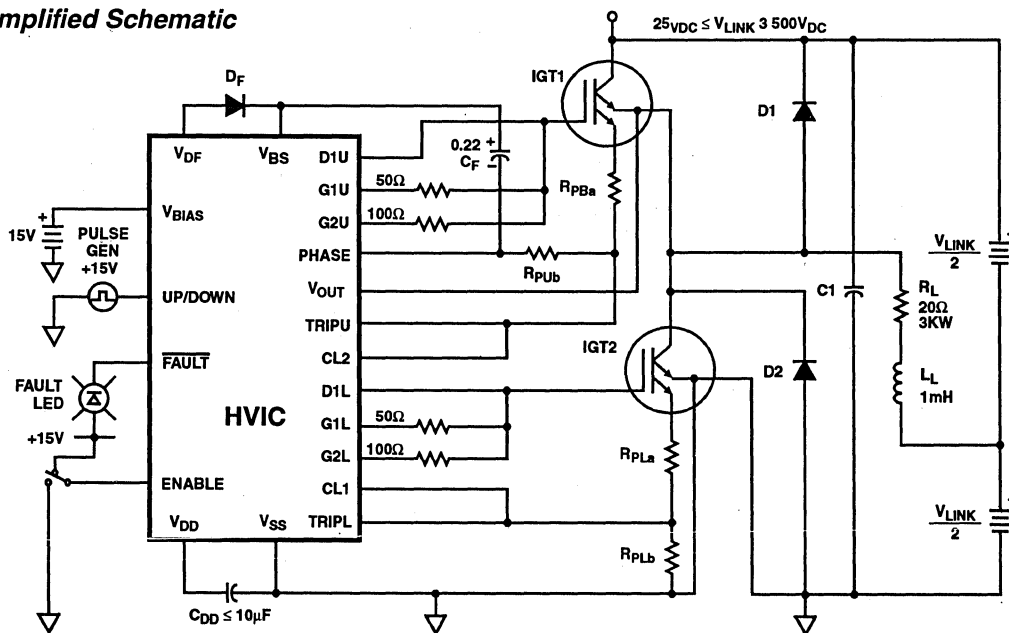 mplified Schematic
25VDC ≤ VLINK 3 500VDC
IGT1
DF
D1
VDF
VBS
D1U
0.22
+
CF
-
G1U
50Ω
RPBa
G2U
100Ω
VBIAS
+
15V
PULSE
GEN
+15V
PHASE
RPUb
VLINK
2
UP/DOWN
VOUT
C1
RL
20Ω
3KW
TRIPU
IGT2
CL2
FAULT
FAULT
LED
D1L
D2
LL
1mH
HVIC
G1L
50Ω
+15V
G2L
100Ω
RPLa
ENABLE
CL1
VLINK
2
VDD
VSS
TRIPL
RPLb
CDD ≤ 10µF